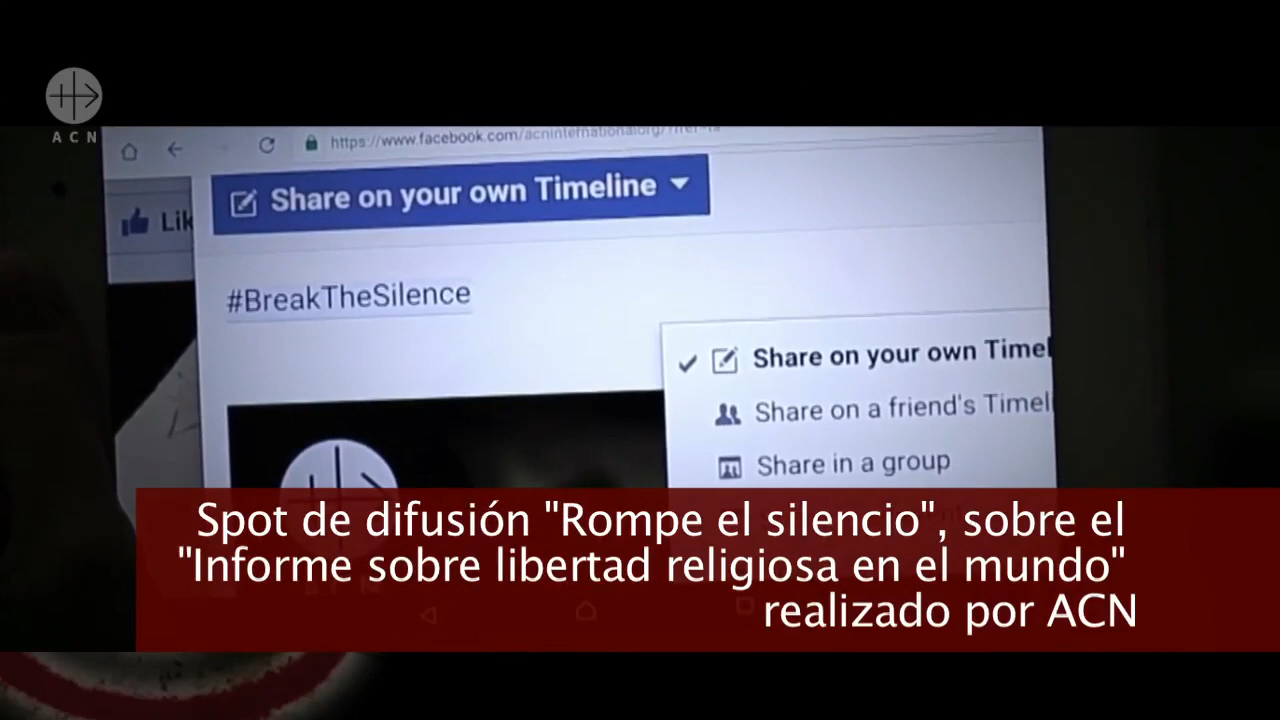 ACN
https://www.facebook.com/acninternational.org/
Lik
Share on your own Timeline
#BreakTheSilence
Share on your own Timel
Share on a friend's Timel
Share in a group
Spot de difusión "Rompe el silencio", sobre el
"Informe sobre libertad religiosa en el mundo"
realizado por ACN